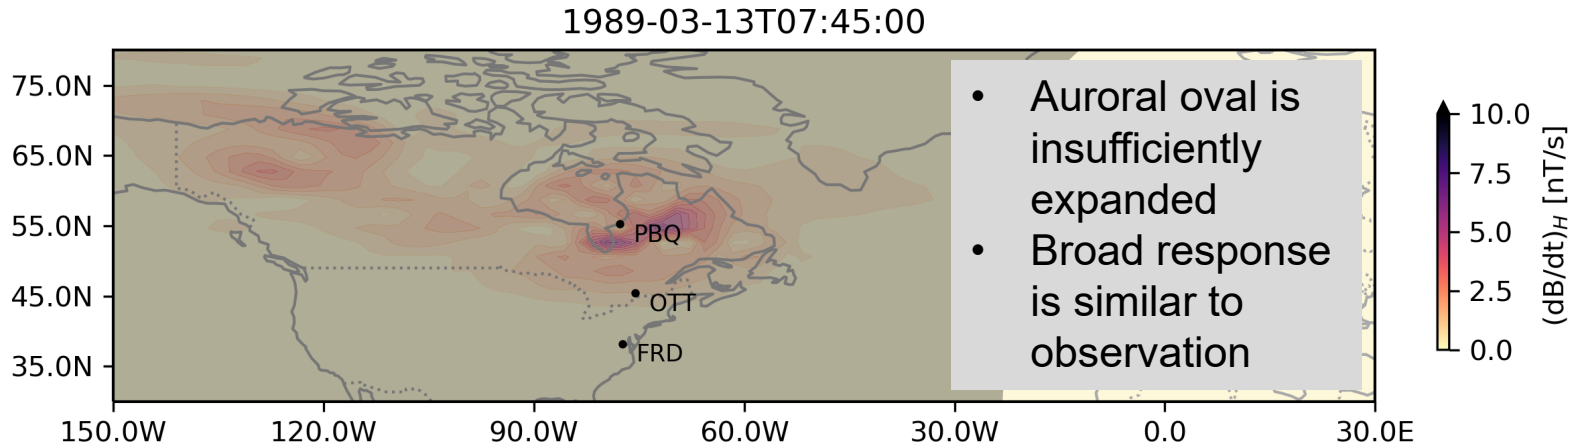 1989-03-13T07:45:00
75.0N
65.0N
55.0N
45.0N
35.0N
150.0W
120.0W
90.0W
60.0W
30.0W
0.0
30.0E
PBQ
OTT
FRD
• Auroral oval is
insufficiently
expanded
• Broad response
is similar to
observation
10.0
7.5
5.0
2.5
0.0
(dB/dt)H [nT/s]